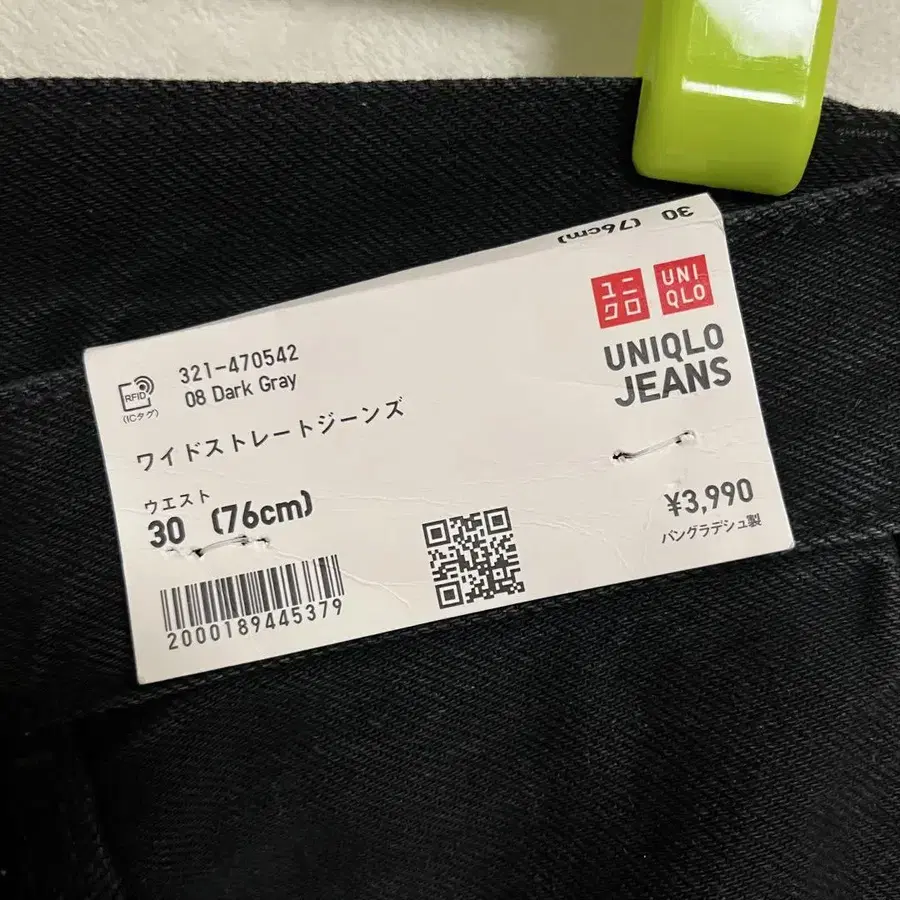 30 (76cm)
ユニ
クロ
UNI
QLO
UNIQLO
JEANS
RFID
(ICタグ)
321-470542
08 Dark Gray
ワイドストレートジーンズ
ウエスト
30 (76cm)
¥3,990
バングラデシュ製
2000189445379